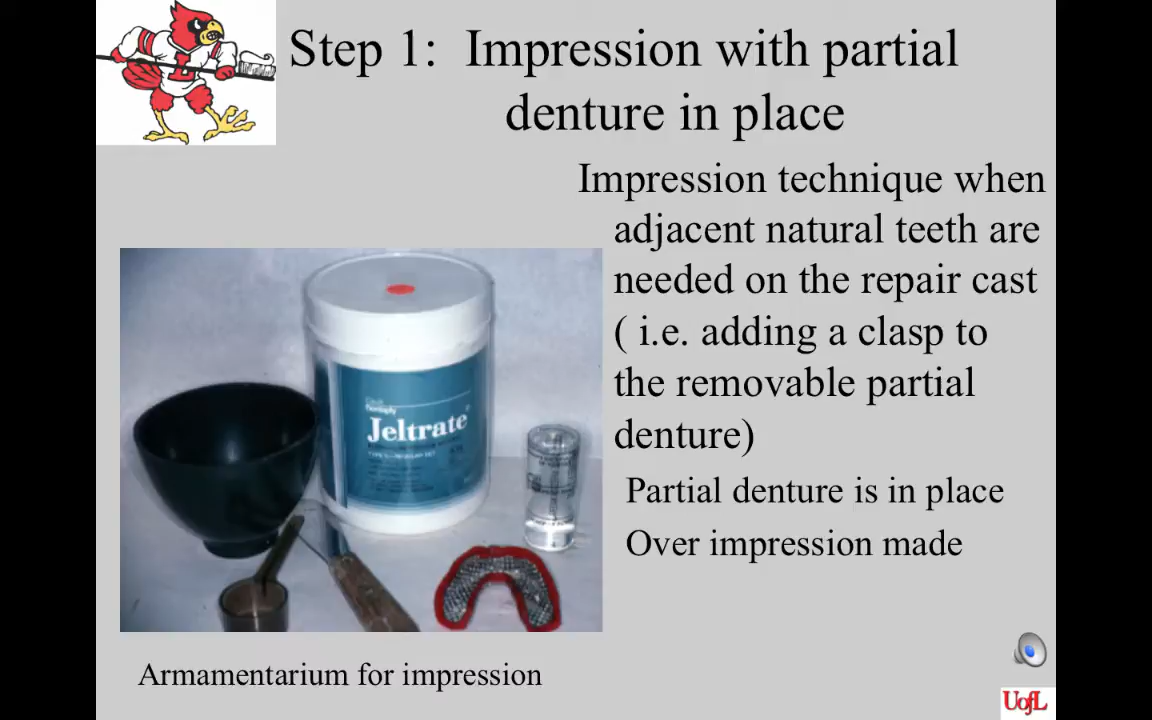 Step 1: Impression with partial
denture in place
Impression technique when
adjacent natural teeth are
needed on the repair cast
( i.e. adding a clasp to
the removable partial
denture)
Partial denture is in place
Over impression made
Jeltrate
Armamentarium for impression
UofL